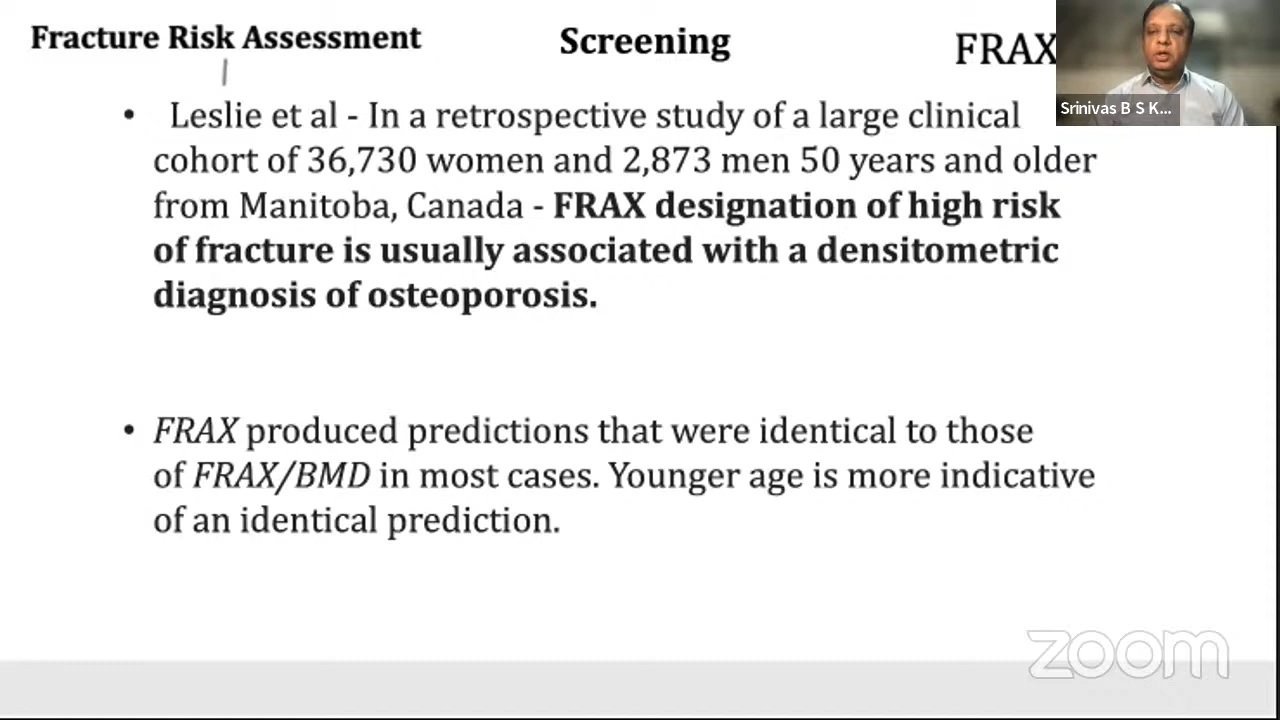 Fracture Risk Assessment
Screening
FRAX
Srinivas B S K...
• Leslie et al - In a retrospective study of a large clinical
cohort of 36,730 women and 2,873 men 50 years and older
from Manitoba, Canada - FRAX designation of high risk
of fracture is usually associated with a densitometric
diagnosis of osteoporosis.
• FRAX produced predictions that were identical to those
of FRAX/BMD in most cases. Younger age is more indicative
of an identical prediction.
zoom